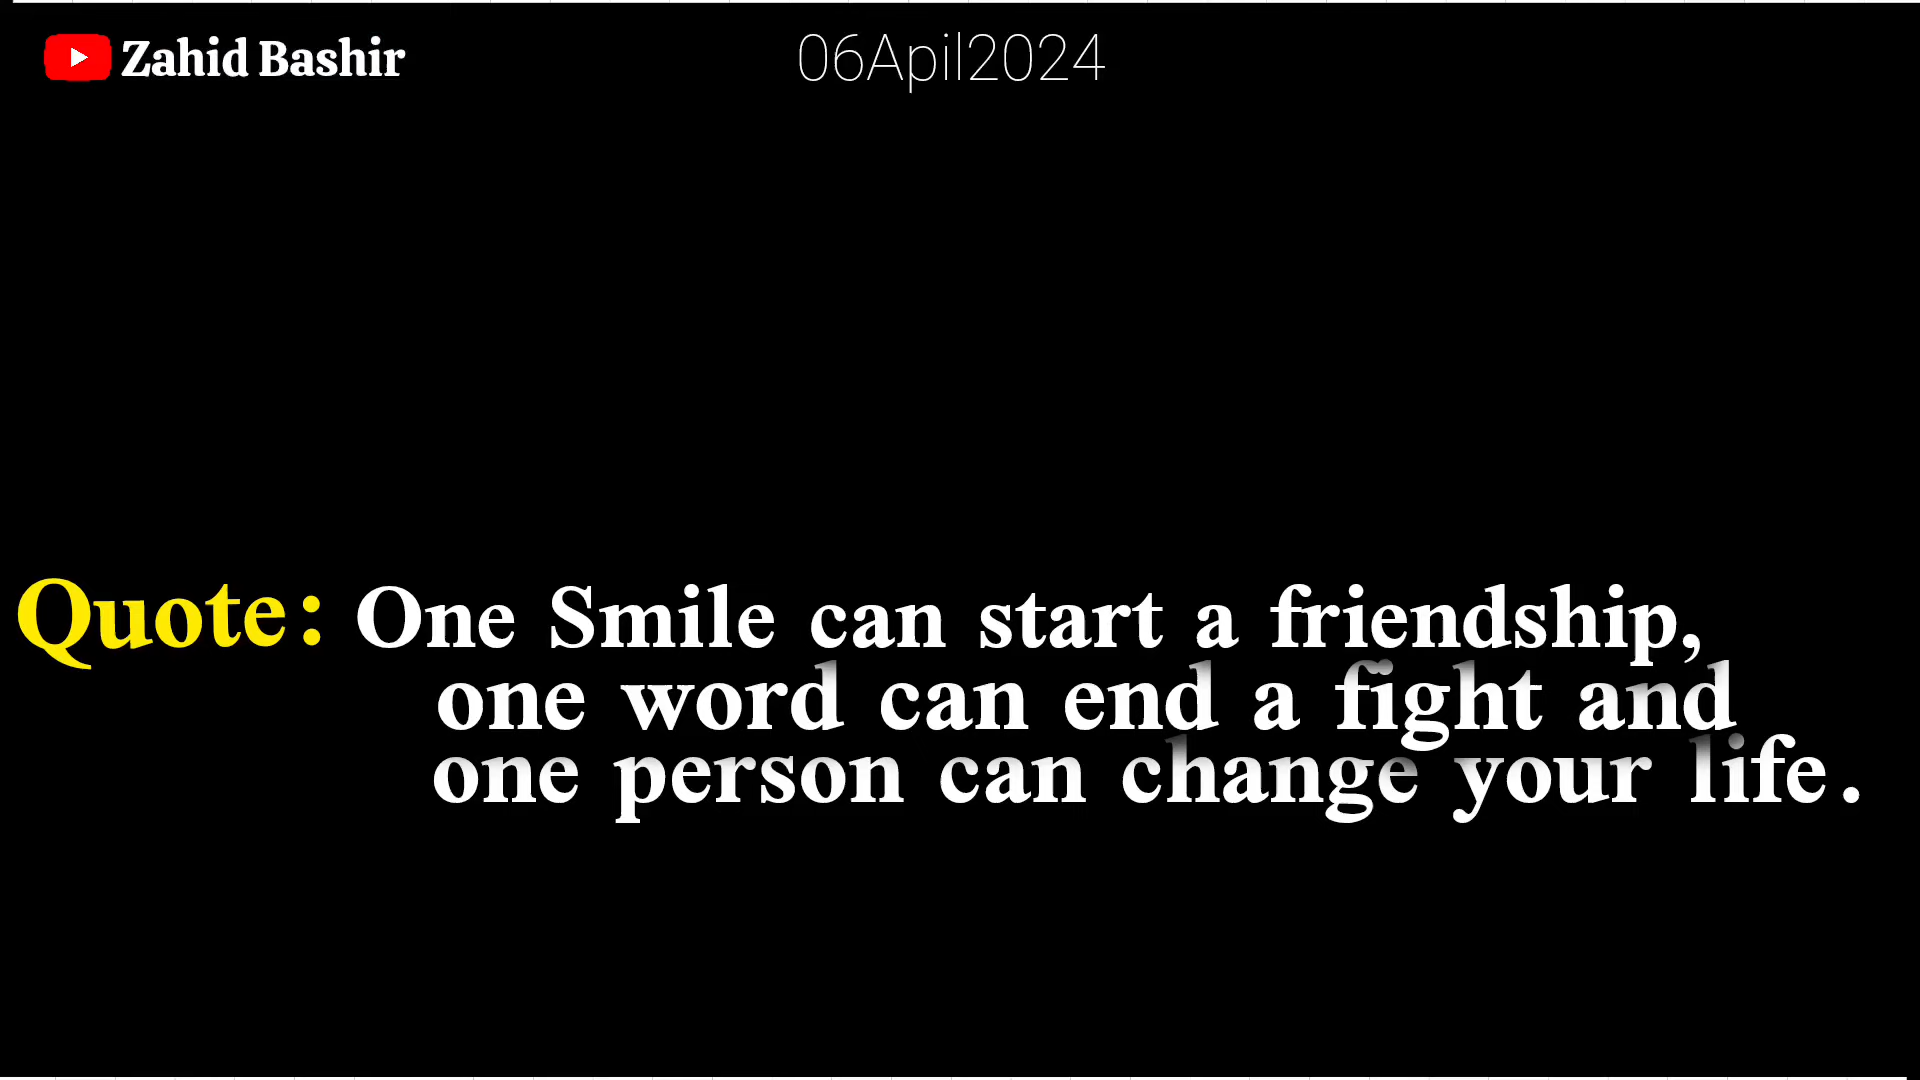 Zahid Bashir
06Apil2024
Quote: One Smile can start a friendship,
one word can end a fight and
one person can change your life.